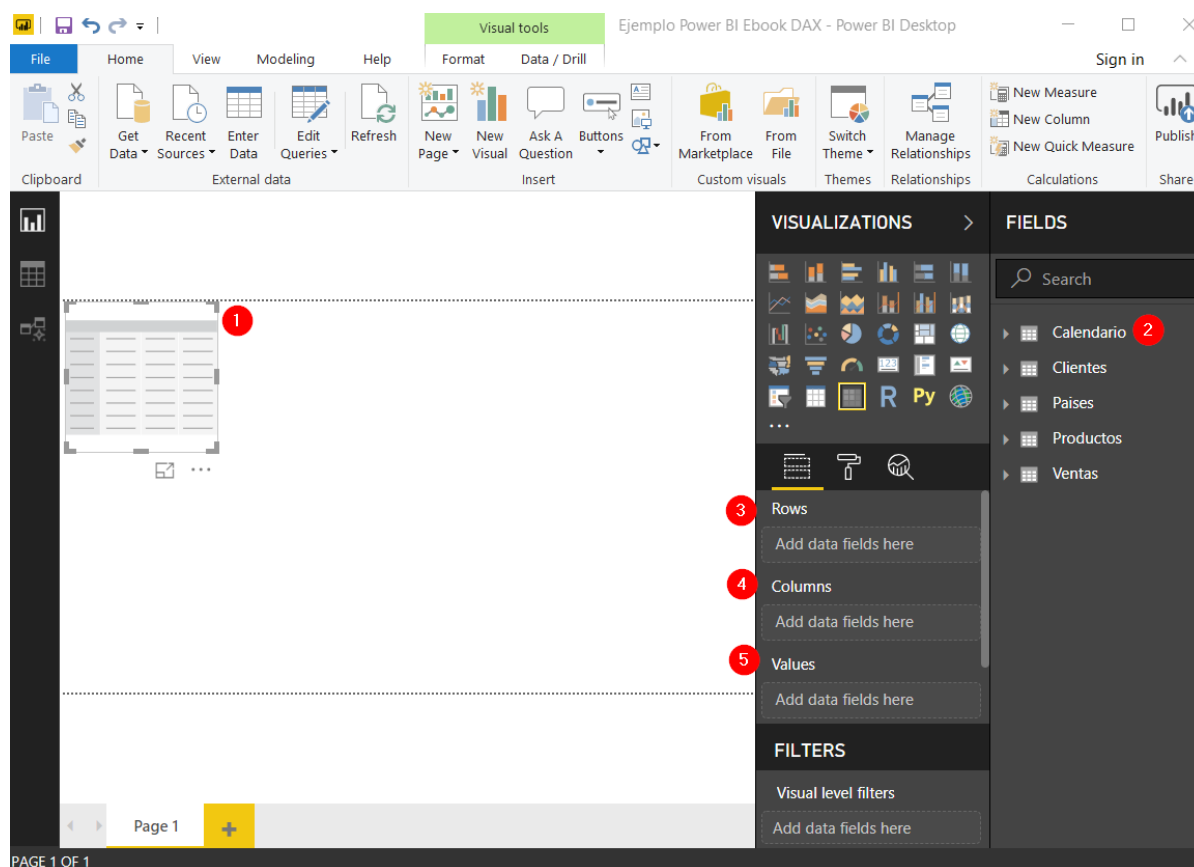 Visual tools
Ejemplo Power BI Ebook DAX - Power BI Desktop
File Home View Modeling Help Format Data / Drill Sign in
Paste
Get Data
Recent Sources
Enter Data
Edit Queries
Refresh
New Page
New Visual
Ask A Question
Buttons
From Marketplace
From File
Switch Theme
Manage Relationships
New Measure
New Column
New Quick Measure
Publish
Clipboard External data Insert Custom visuals Themes Relationships Calculations Share
VISUALIZATIONS
123
R Py
3 Rows
Add data fields here
4 Columns
Add data fields here
5 Values
Add data fields here
FILTERS
Visual level filters
Add data fields here
FIELDS
Search
Calendario 2
Clientes
Paises
Productos
Ventas
1
Page 1
PAGE 1 OF 1